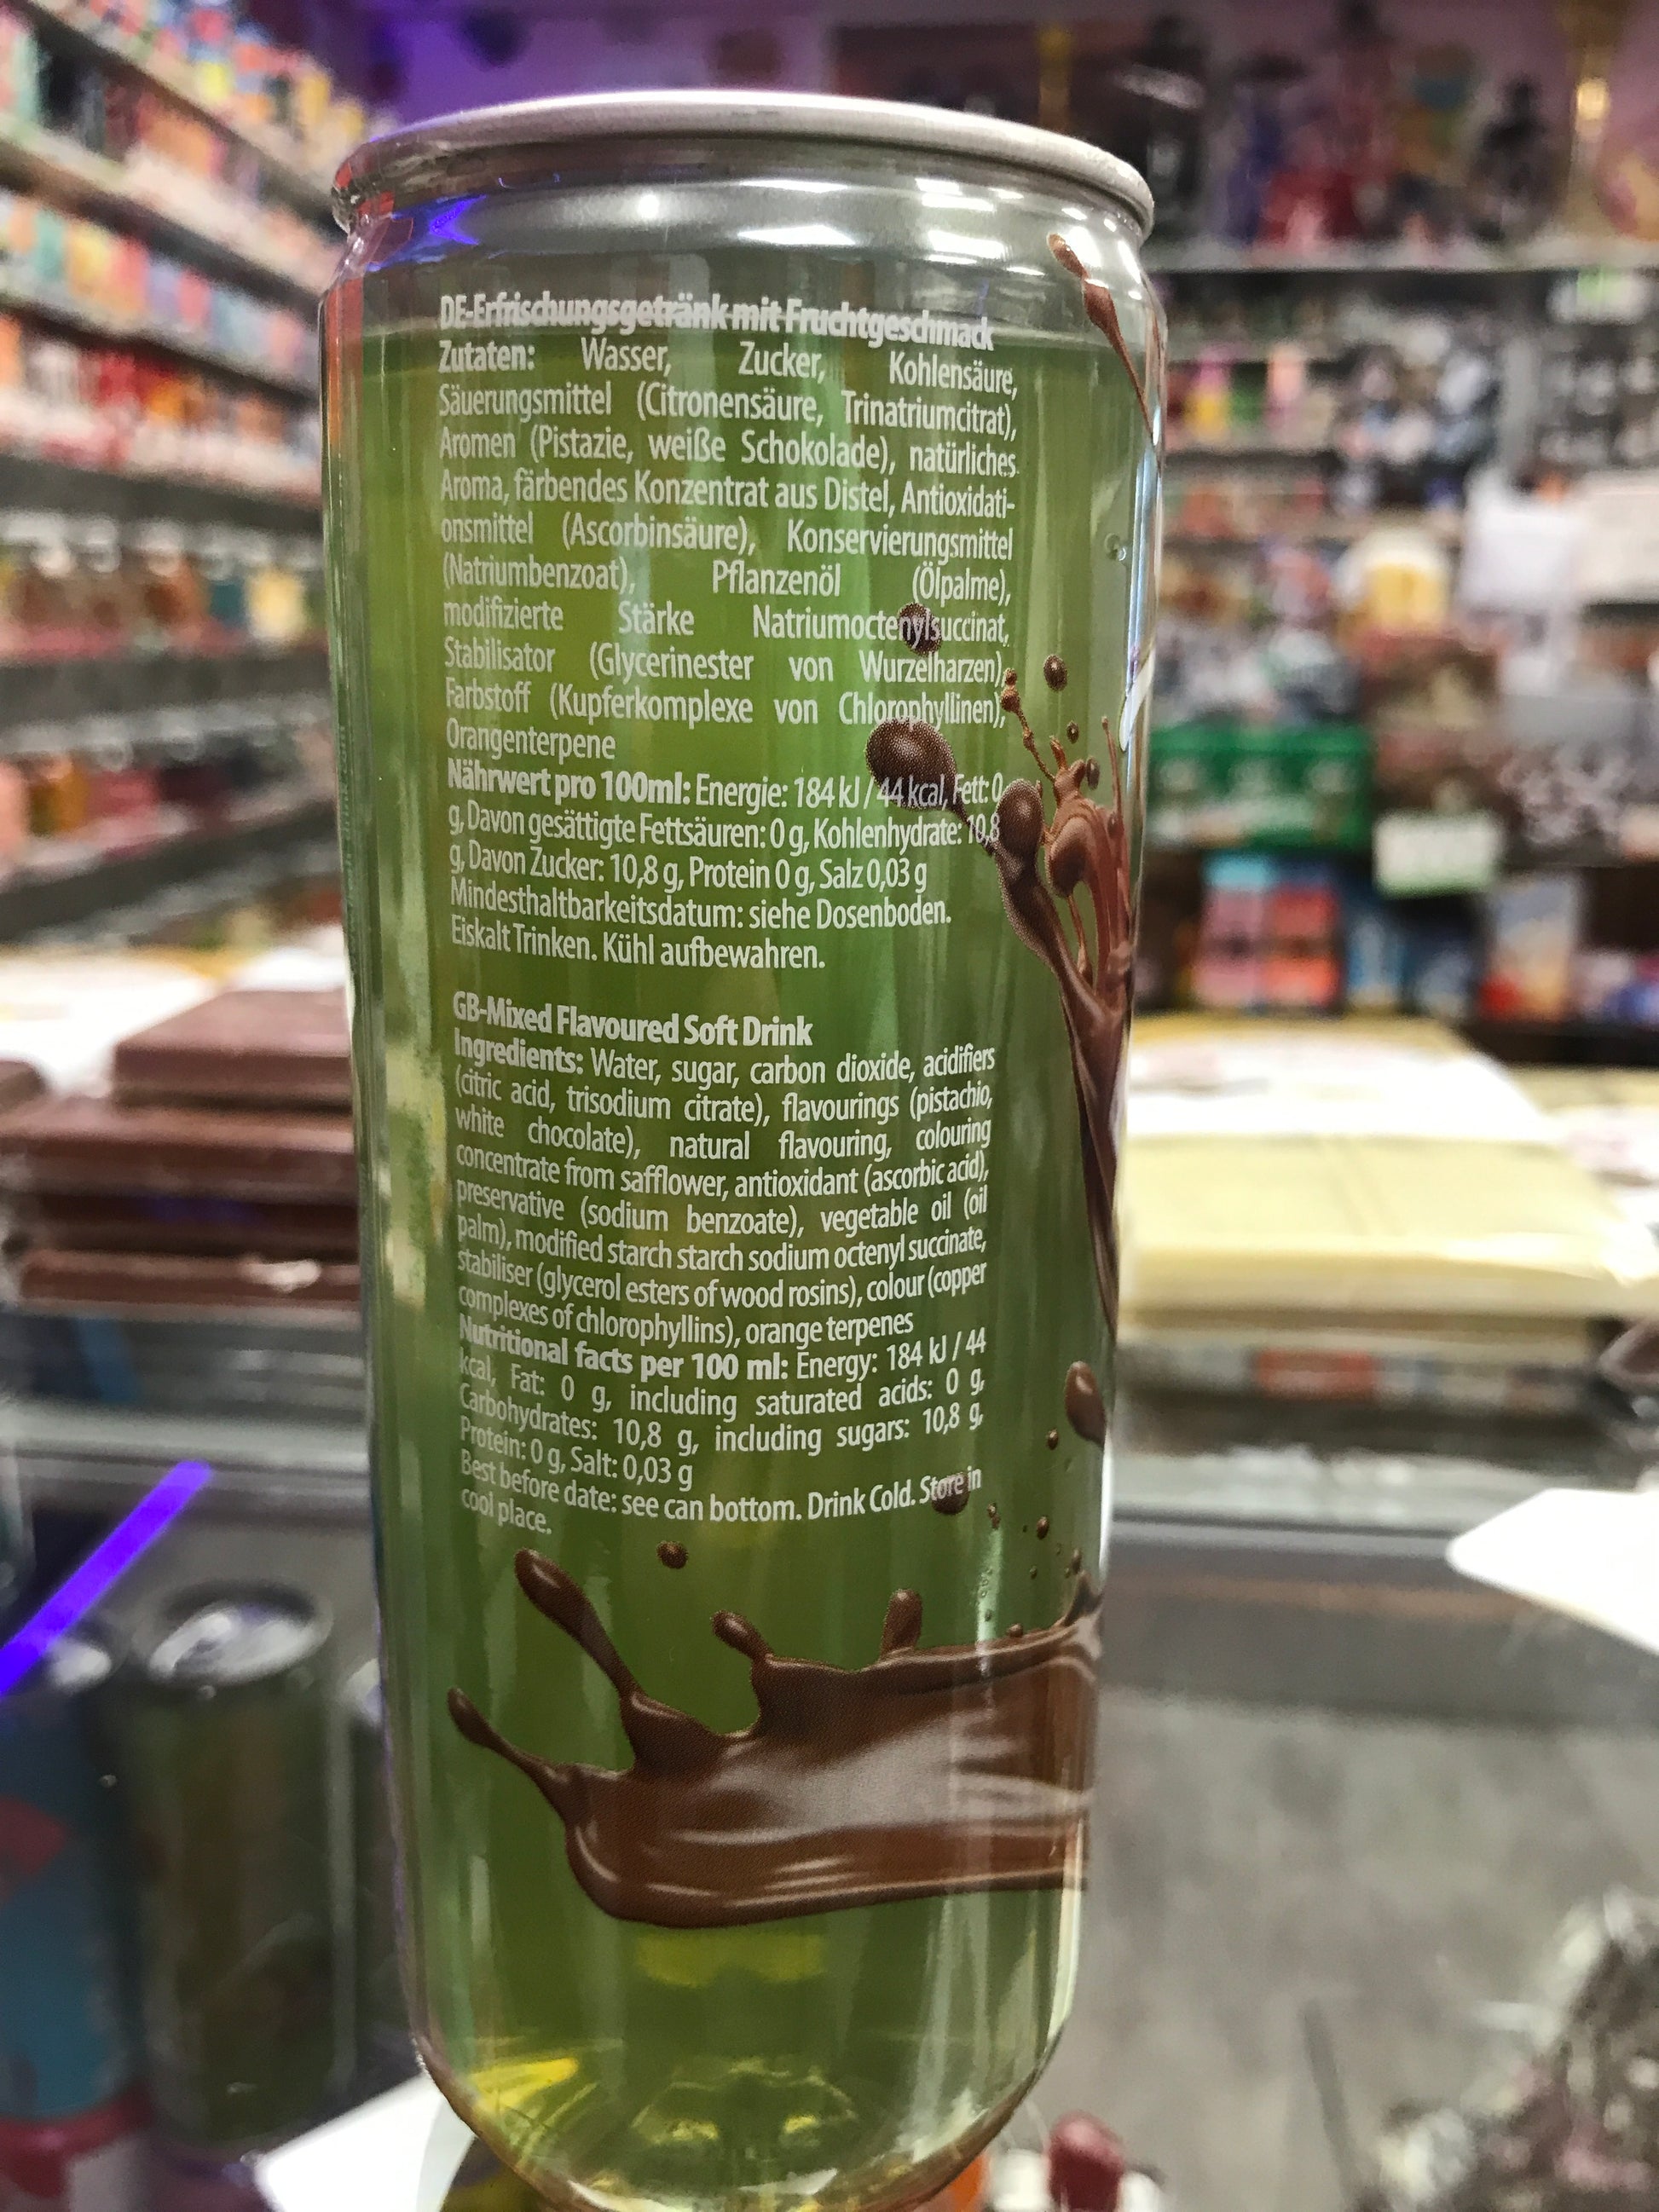 DE-Erfrischungsgetränk mit Fruchtgeschmack
Zutaten: Wasser, Zucker, Kohlensäure,
Säuerungsmittel (Citronensäure, Trinatriumcitrat),
Aromen (Pistazie, weiße Schokolade), natürliches
Aroma, färbendes Konzentrat aus Distel, Antioxidati-
onsmittel (Ascorbinsäure), Konservierungsmittel
(Natriumbenzoat), Pflanzenöl (Ölpalme),
modifizierte Stärke Natriumoctenylsuccinat,
Stabilisator (Glycerinester von Wurzelharzen),
Farbstoff (Kupferkomplexe von Chlorophyllinen),
Orangenterpene
Nährwert pro 100ml: Energie: 184 kJ / 44 kcal, Fett: 0
g, Davon gesättigte Fettsäuren: 0 g, Kohlenhydrate: 10,8
g, Davon Zucker: 10,8 g, Protein 0 g, Salz 0,03 g
Mindesthaltbarkeitsdatum: siehe Dosenboden.
Eiskalt Trinken. Kühl aufbewahren.
GB-Mixed Flavoured Soft Drink
Ingredients: Water, sugar, carbon dioxide, acidifiers
(citric acid, trisodium citrate), flavourings (pistachio,
white chocolate), natural flavouring, colouring
concentrate from safflower, antioxidant (ascorbic acid),
preservative (sodium benzoate), vegetable oil (oil
palm), modified starch starch sodium octenyl succinate,
stabiliser (glycerol esters of wood rosins), colour (copper
complexes of chlorophyllins), orange terpenes
Nutritional facts per 100 ml: Energy: 184 kJ / 44
kcal, Fat: 0 g, including saturated acids: 0 g,
Carbohydrates: 10,8 g, including sugars: 10,8 g,
Protein: 0 g, Salt: 0,03 g
Best before date: see can bottom. Drink Cold. Store in
cool place.